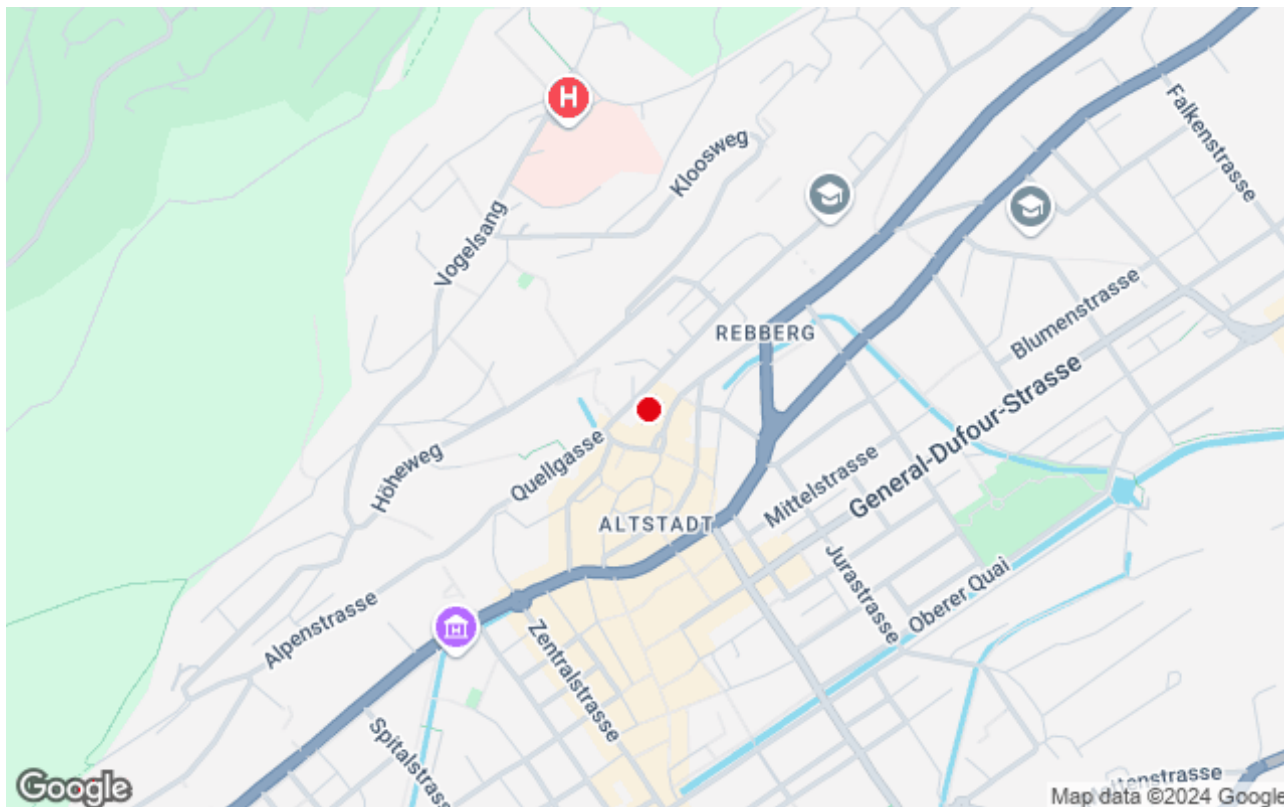 H
Kloosweg
Falkenstrasse
Vogelsang
REBBERG
Blumenstrasse
General-Dufour-Strasse
Höheweg
Quellgasse
Mittelstrasse
ALTSTADT
Jurastrasse
Oberer Quai
Alpenstrasse
Zentralstrasse
Spitalstrasse
Google
Map data ©2024 Google